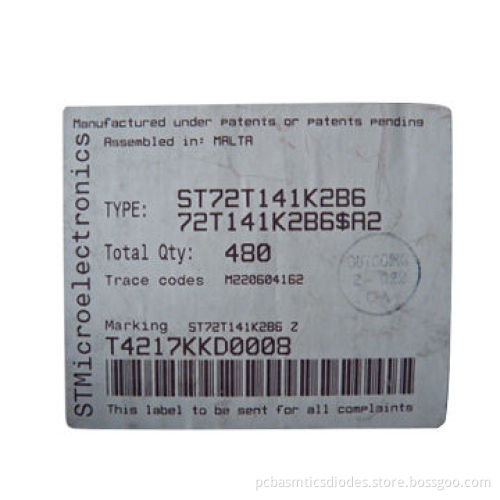 STMicroelectronics
Manufactured under patents or patents pending
Assembled in: MALTA
TYPE: ST72T141K2B6
72T141K2B6$A2
Total Qty: 480
Trace codes M220604162
Marking ST72T141K2B6 Z
T4217KKD0008
This label to be sent for all complaints
OUTGOING
pcbasmticsdiodes.store.bossgoo.com